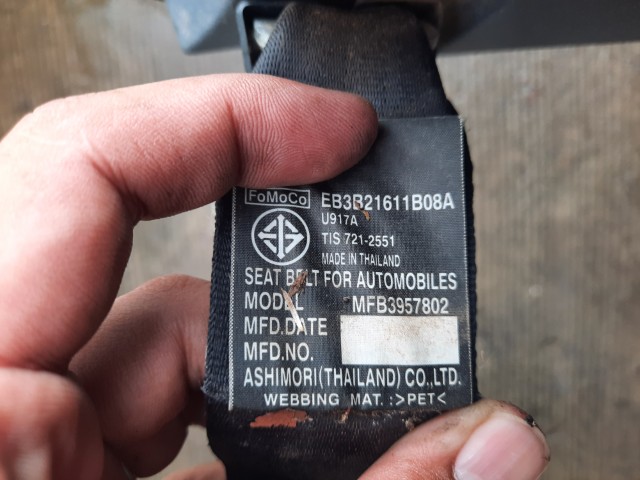 FoMoCo EB3B21611B08A
U917A
TIS 721-2551
MADE IN THAILAND
SEAT BELT FOR AUTOMOBILES
MODEL MFB3957802
MFD.DATE
MFD.NO.
ASHIMORI(THAILAND) CO.,LTD.
WEBBING MAT. :>PET<